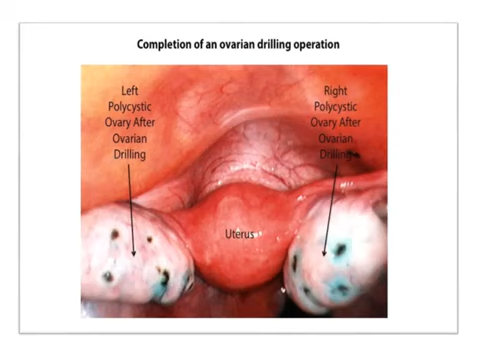 Completion of an ovarian drilling operation
Left
Polycystic
Ovary After
Ovarian
Drilling
Right
Polycystic
Ovary After
Ovarian
Drilling
Uterus